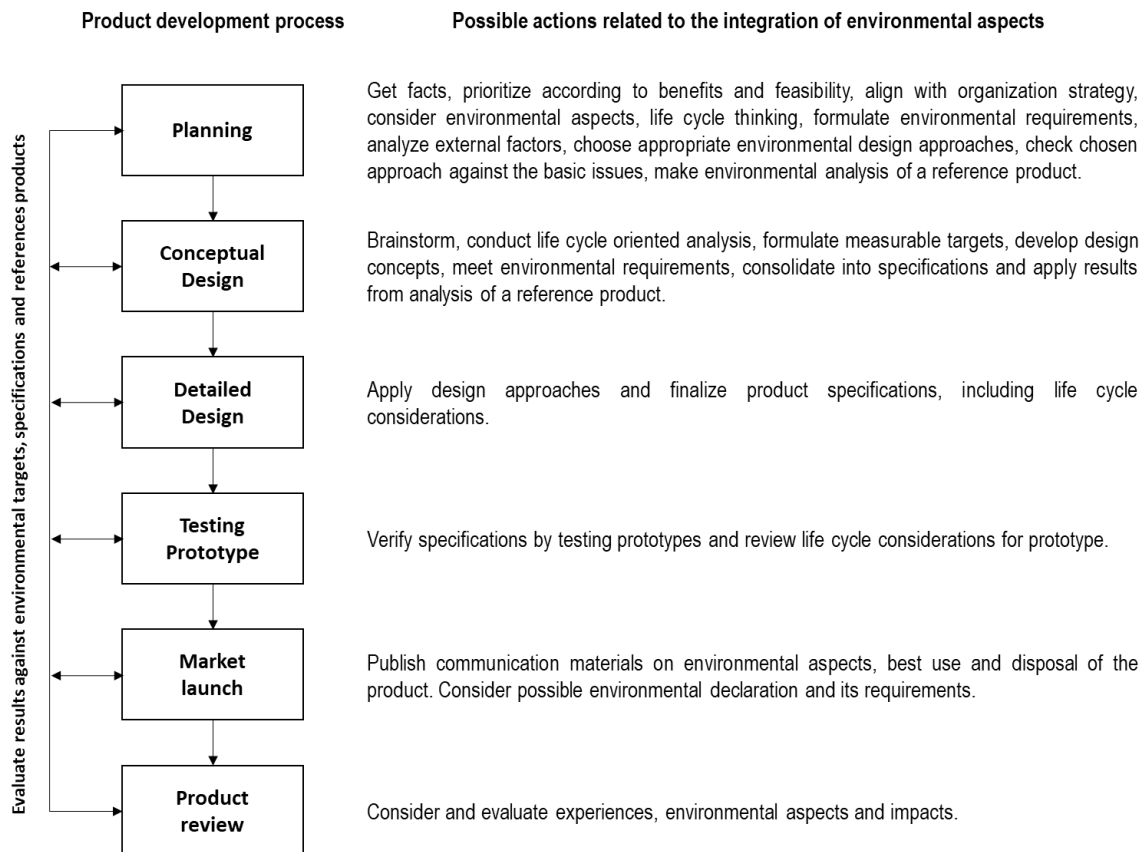 Product development process
Possible actions related to the integration of environmental aspects
Evaluate results against environmental targets, specifications and references products
Planning
Get facts, prioritize according to benefits and feasibility, align with organization strategy,
consider environmental aspects, life cycle thinking, formulate environmental requirements,
analyze external factors, choose appropriate environmental design approaches, check chosen
approach against the basic issues, make environmental analysis of a reference product.
Conceptual
Design
Brainstorm, conduct life cycle oriented analysis, formulate measurable targets, develop design
concepts, meet environmental requirements, consolidate into specifications and apply results
from analysis of a reference product.
Detailed
Design
Apply design approaches and finalize product specifications, including life cycle
considerations.
Testing
Prototype
Verify specifications by testing prototypes and review life cycle considerations for prototype.
Market
launch
Publish communication materials on environmental aspects, best use and disposal of the
product. Consider possible environmental declaration and its requirements.
Product
review
Consider and evaluate experiences, environmental aspects and impacts.